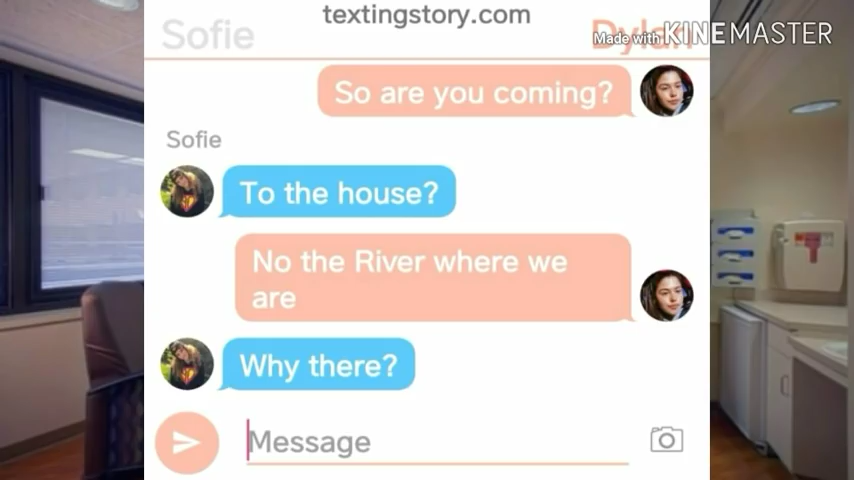 textingstory.com
Sofie
Dylan
Made with KINEMASTER
So are you coming?
Sofie
To the house?
No the River where we
are
Why there?
Message